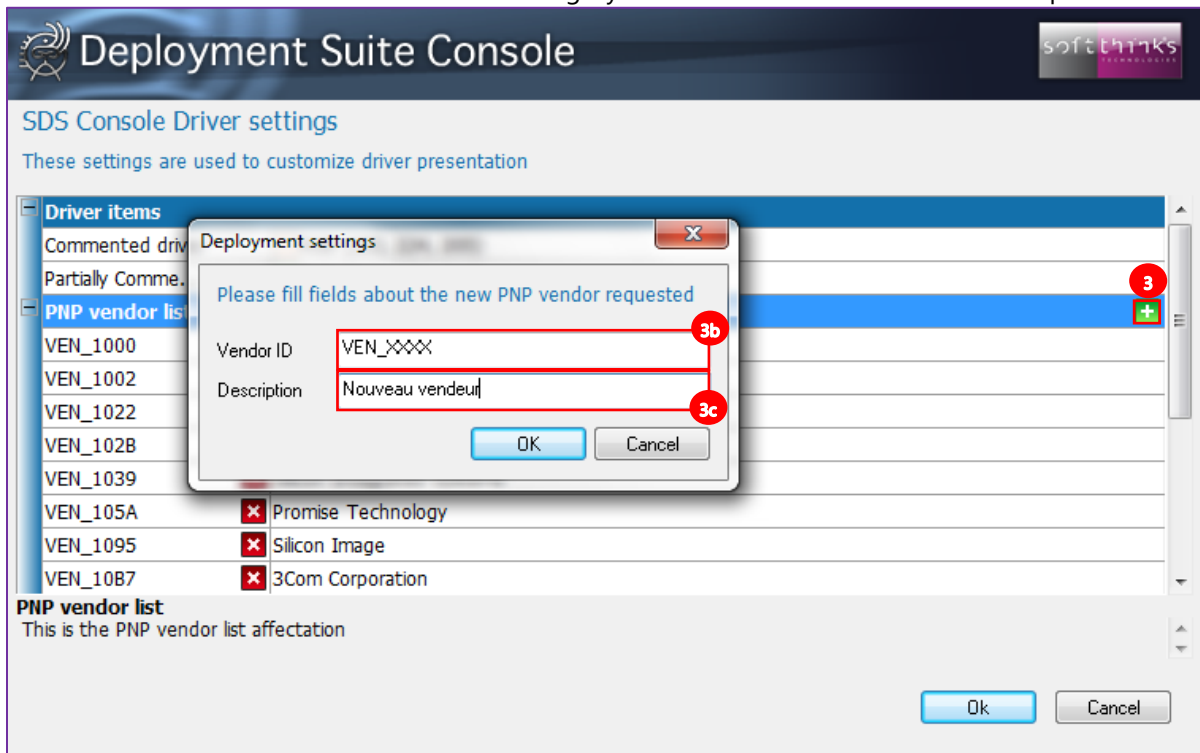 Deployment Suite Console
softthinks
TECHNOLOGIES
SDS Console Driver settings
These settings are used to customize driver presentation
Driver items
Commented driv
Partially Comme.
PNP vendor list
3
VEN_1000
VEN_1002
VEN_1022
VEN_102B
VEN_1039
VEN_105A Promise Technology
VEN_1095 Silicon Image
VEN_10B7 3Com Corporation
Deployment settings
Please fill fields about the new PNP vendor requested
3b
Vendor ID VEN_XXXX
Description Nouveau vendeur
3c
OK Cancel
PNP vendor list
This is the PNP vendor list affectation
Ok Cancel